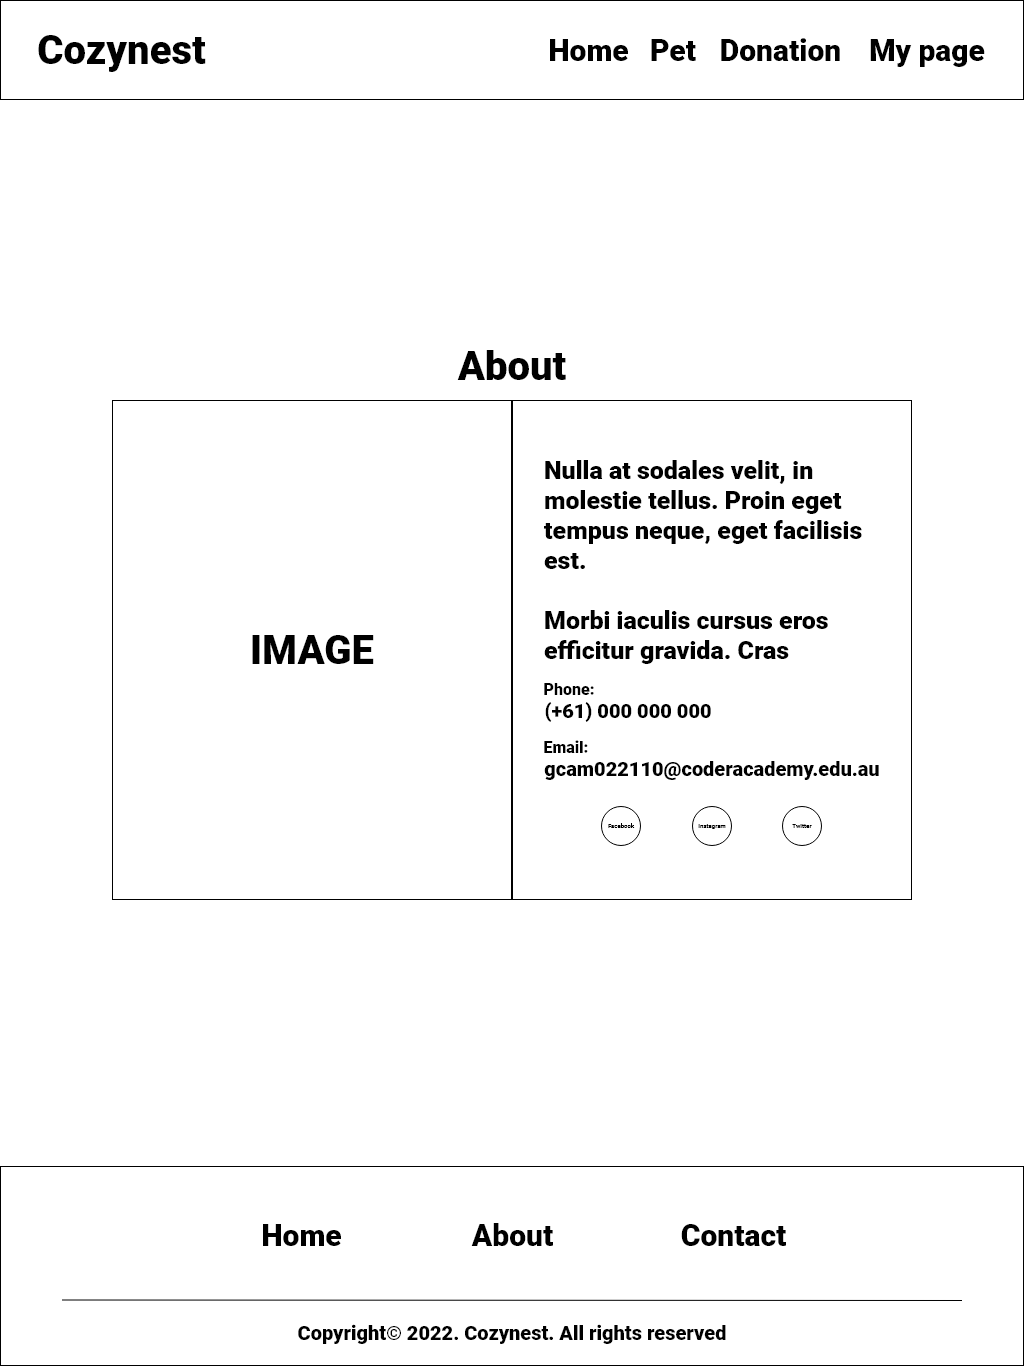 Cozynest
Home Pet Donation My page
About
IMAGE
Nulla at sodales velit, in
molestie tellus. Proin eget
tempus neque, eget facilisis
est.
Morbi iaculis cursus eros
efficitur gravida. Cras
Phone:
(+61) 000 000 000
Email:
gcam022110@coderacademy.edu.au
Facebook Instagram Twitter
Home About Contact
Copyright© 2022. Cozynest. All rights reserved